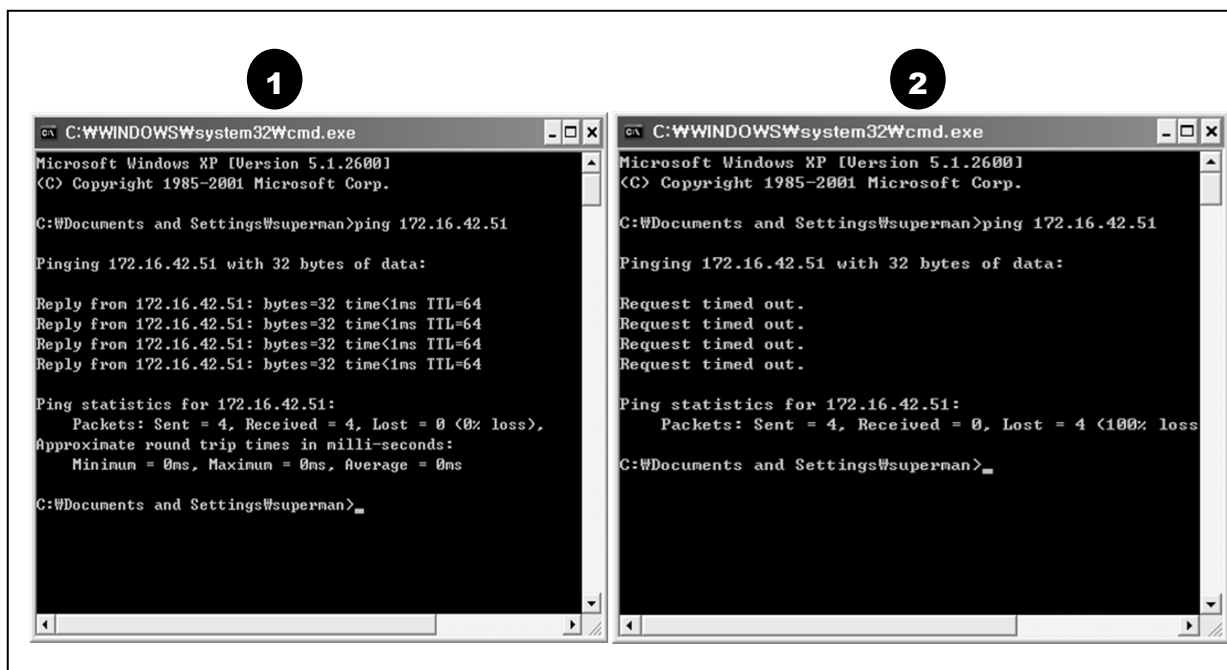 1
C:₩WINDOWS₩system32₩cmd.exe
Microsoft Windows XP [Version 5.1.2600]
(C) Copyright 1985-2001 Microsoft Corp.
C:₩Documents and Settings₩superman>ping 172.16.42.51
Pinging 172.16.42.51 with 32 bytes of data:
Reply from 172.16.42.51: bytes=32 time<1ms TTL=64
Reply from 172.16.42.51: bytes=32 time<1ms TTL=64
Reply from 172.16.42.51: bytes=32 time<1ms TTL=64
Reply from 172.16.42.51: bytes=32 time<1ms TTL=64
Ping statistics for 172.16.42.51:
Packets: Sent = 4, Received = 4, Lost = 0 (0% loss),
Approximate round trip times in milli-seconds:
Minimum = 0ms, Maximum = 0ms, Average = 0ms
C:₩Documents and Settings₩superman>_
2
C:₩WINDOWS₩system32₩cmd.exe
Microsoft Windows XP [Version 5.1.2600]
(C) Copyright 1985-2001 Microsoft Corp.
C:₩Documents and Settings₩superman>ping 172.16.42.51
Pinging 172.16.42.51 with 32 bytes of data:
Request timed out.
Request timed out.
Request timed out.
Request timed out.
Ping statistics for 172.16.42.51:
Packets: Sent = 4, Received = 0, Lost = 4 (100% loss
C:₩Documents and Settings₩superman>_